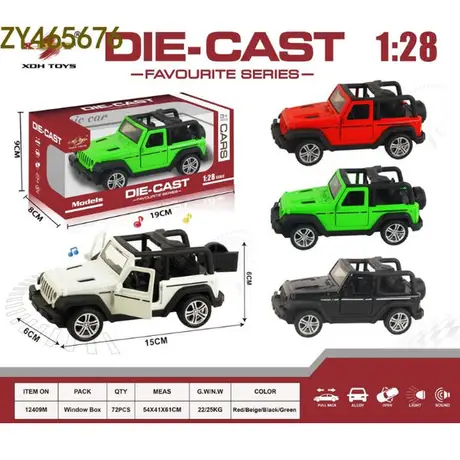 ZY465676
XDH TOYS
DIE-CAST
FAVOURITE SERIES
1:28
DIE-CAST
CARS
DIE-CAST
Models
1:28 SCALE
9CM
8CM
19CM
6CM
6CM
15CM
ITEM ON PACK QTY MEAS G.W/N.W COLOR
12409M Window Box 72PCS 54X41X61CM 22/25KG Red/Beige/Black/Green
PULL BACK ALLOY OPEN LIGHT SOUND